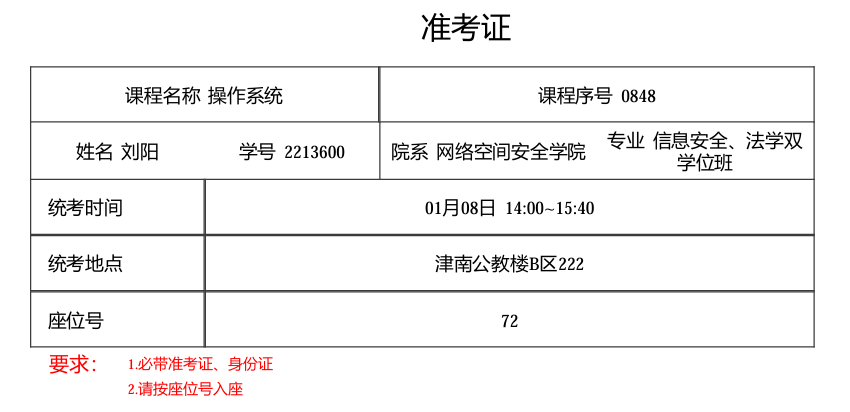 准考证
课程名称 操作系统 课程序号 0848
姓名 刘阳 学号 2213600 院系 网络空间安全学院 专业 信息安全、法学双
学位班
统考时间 01月08日 14:00~15:40
统考地点 津南公教楼B区222
座位号 72
要求： 1.必带准考证、身份证
2.请按座位号入座